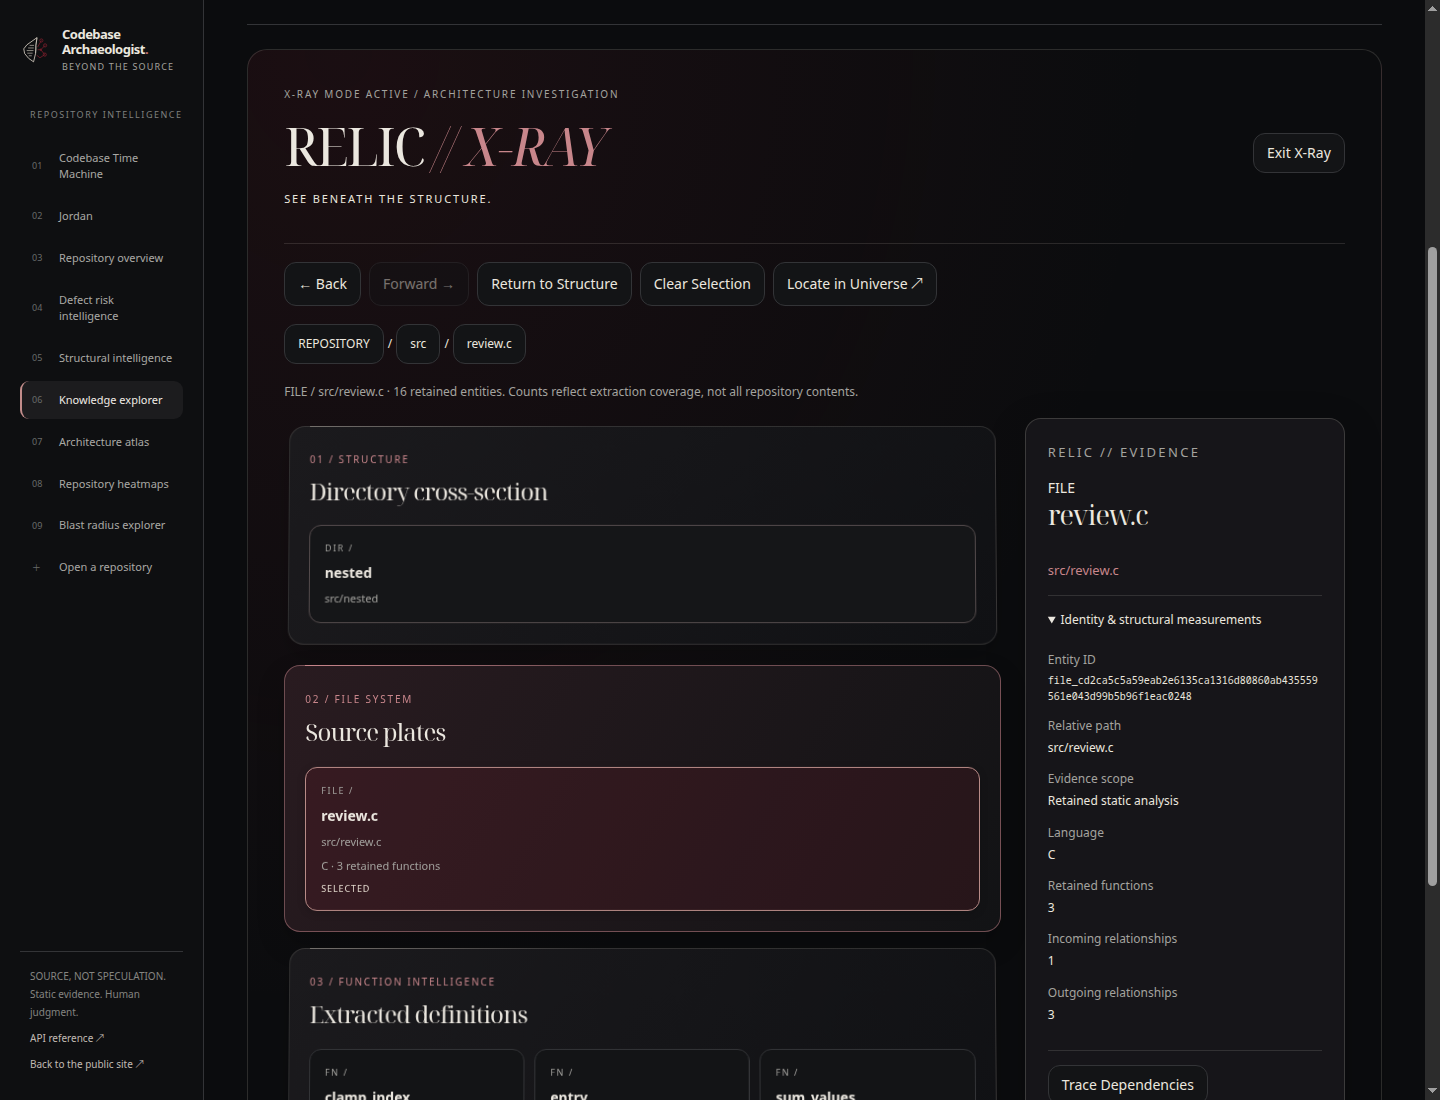 Codebase
Archaeologist.
BEYOND THE SOURCE
REPOSITORY INTELLIGENCE
01 Codebase Time
Machine
02 Jordan
03 Repository overview
04 Defect risk
intelligence
05 Structural intelligence
06 Knowledge explorer
07 Architecture atlas
08 Repository heatmaps
09 Blast radius explorer
+ Open a repository
SOURCE, NOT SPECULATION.
Static evidence. Human
judgment.
API reference ↗
Back to the public site ↗
X-RAY MODE ACTIVE / ARCHITECTURE INVESTIGATION
RELIC // X-RAY
SEE BENEATH THE STRUCTURE.
Exit X-Ray
← Back
Forward →
Return to Structure
Clear Selection
Locate in Universe ↗
REPOSITORY / src / review.c
FILE / src/review.c · 16 retained entities. Counts reflect extraction coverage, not all repository contents.
01 / STRUCTURE
Directory cross-section
DIR /
nested
src/nested
02 / FILE SYSTEM
Source plates
FILE /
review.c
src/review.c
C · 3 retained functions
SELECTED
03 / FUNCTION INTELLIGENCE
Extracted definitions
FN /
clamp_index
FN /
entry
FN /
sum_values
RELIC // EVIDENCE
FILE
review.c
src/review.c
▼ Identity & structural measurements
Entity ID
file_cd2ca5c5a59eab2e6135ca1316d80860ab435559
561e043d99b5b96f1eac0248
Relative path
src/review.c
Evidence scope
Retained static analysis
Language
C
Retained functions
3
Incoming relationships
1
Outgoing relationships
3
Trace Dependencies